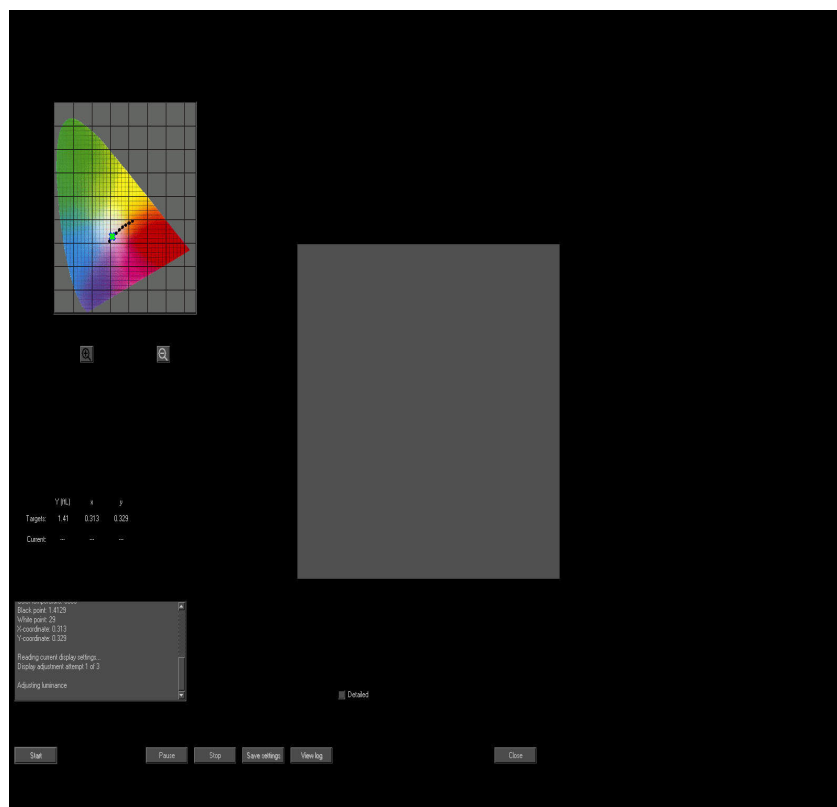 Y (ftL) x y
Targets: 1.41 0.313 0.329
Current: --- --- ---
Black point: 1.4129
White point: 29
X-coordinate: 0.313
Y-coordinate: 0.329
Reading current display settings...
Display adjustment attempt 1 of 3
Adjusting luminance
Detailed
Start Pause Stop Save settings View log Close